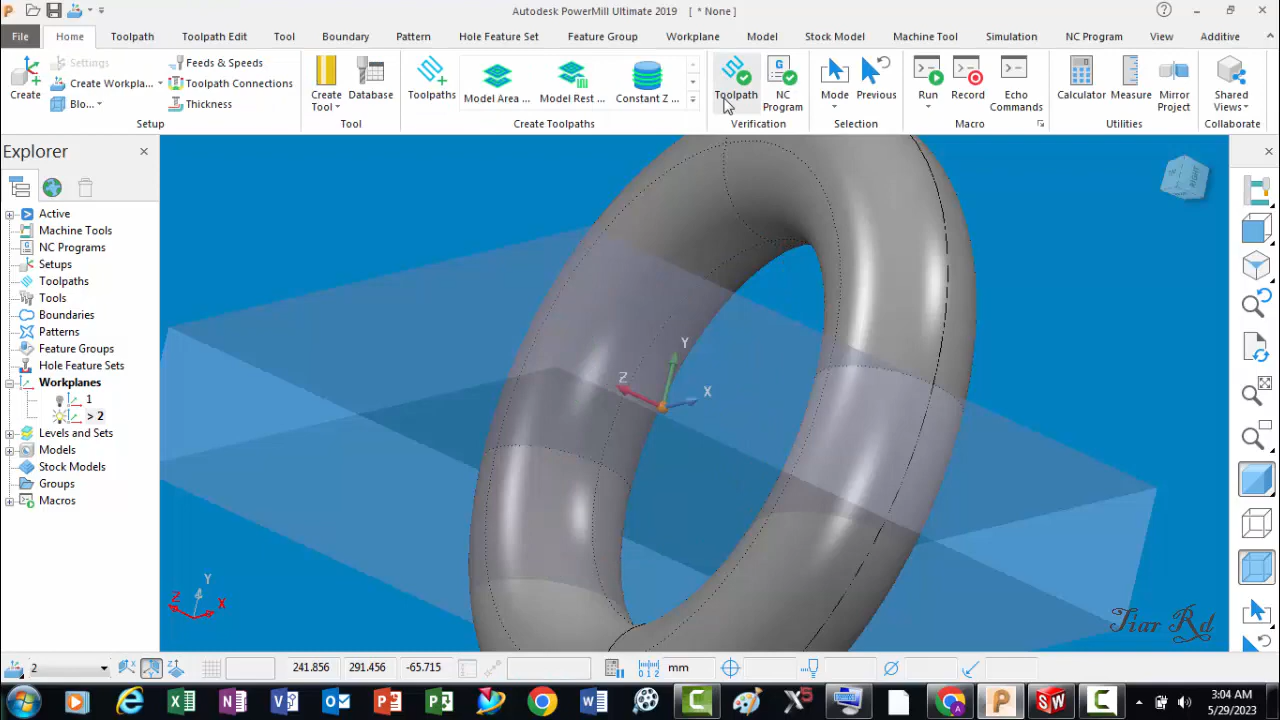 Autodesk PowerMill Ultimate 2019 [ * None ]
File Home Toolpath Toolpath Edit Tool Boundary Pattern Hole Feature Set Feature Group Workplane Model Stock Model Machine Tool Simulation NC Program View Additive
Create
Settings
Create Workpla...
Blo...
Feeds & Speeds
Toolpath Connections
Thickness
Setup
Create
Tool
Database
Tool
Toolpaths
Model Area ...
Model Rest ...
Constant Z ...
Create Toolpaths
Toolpath
NC
Program
Verification
Mode
Previous
Selection
Run
Record
Echo
Commands
Macro
Calculator
Measure
Mirror
Project
Utilities
Shared
Views
Collaborate
Explorer
Active
Machine Tools
NC Programs
Setups
Toolpaths
Tools
Boundaries
Patterns
Feature Groups
Hole Feature Sets
Workplanes
1
> 2
Levels and Sets
Models
Stock Models
Groups
Macros
Y
Z
X
Y
Z
X
Tiar Rd
2
241.856
291.456
-65.715
mm
3:04 AM
5/29/2023